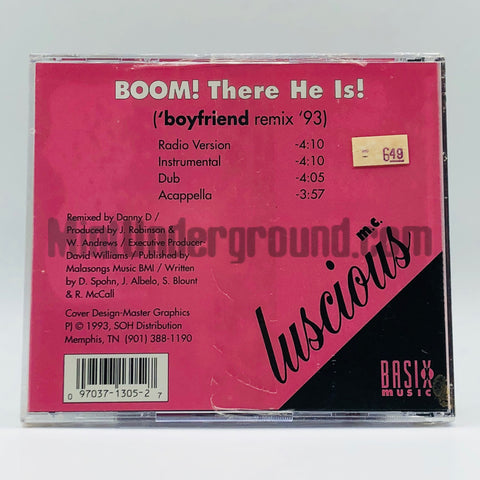 BOOM! There He Is!
('boyfriend remix '93)
Radio Version -4:10
Instrumental -4:10
Dub -4:05
Acappella -3:57
= 649
Remixed by Danny D /
Produced by J. Robinson &
W. Andrews / Executive Producer-
David Williams / Published by
Malasongs Music BMI / Written
by D. Spohn, J. Albelo, S. Blount
& R. McCall
Cover Design-Master Graphics
P) © 1993, SOH Distribution
Memphis, TN (901) 388-1190
m.c.
luscious
BASIX
MUSIC
0 97037-1305-2 7